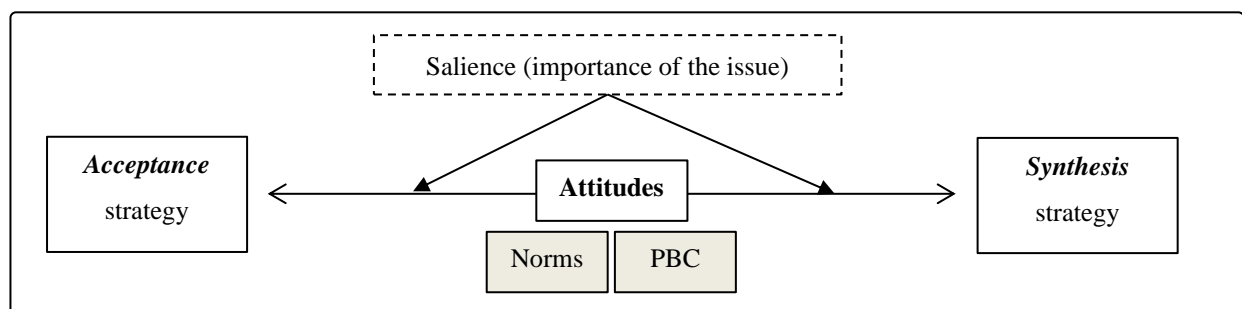 Salience (importance of the issue)
Acceptance
strategy
Attitudes
Synthesis
strategy
Norms
PBC